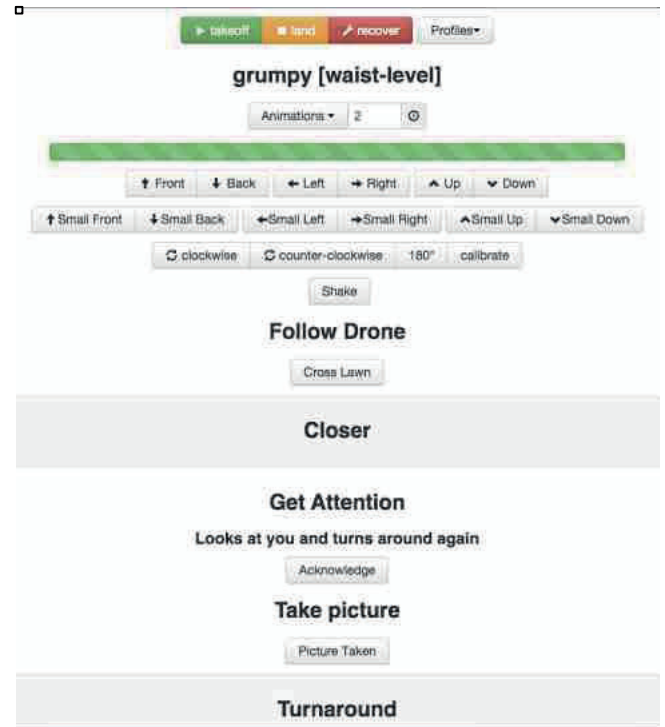 takeoff land recover Profiles
grumpy [waist-level]
Animations 2
Front Back Left Right Up Down
Small Front Small Back Small Left Small Right Small Up Small Down
clockwise counter-clockwise 180° calibrate
Shake
Follow Drone
Cross Lawn
Closer
Get Attention
Looks at you and turns around again
Acknowledge
Take picture
Picture Taken
Turnaround